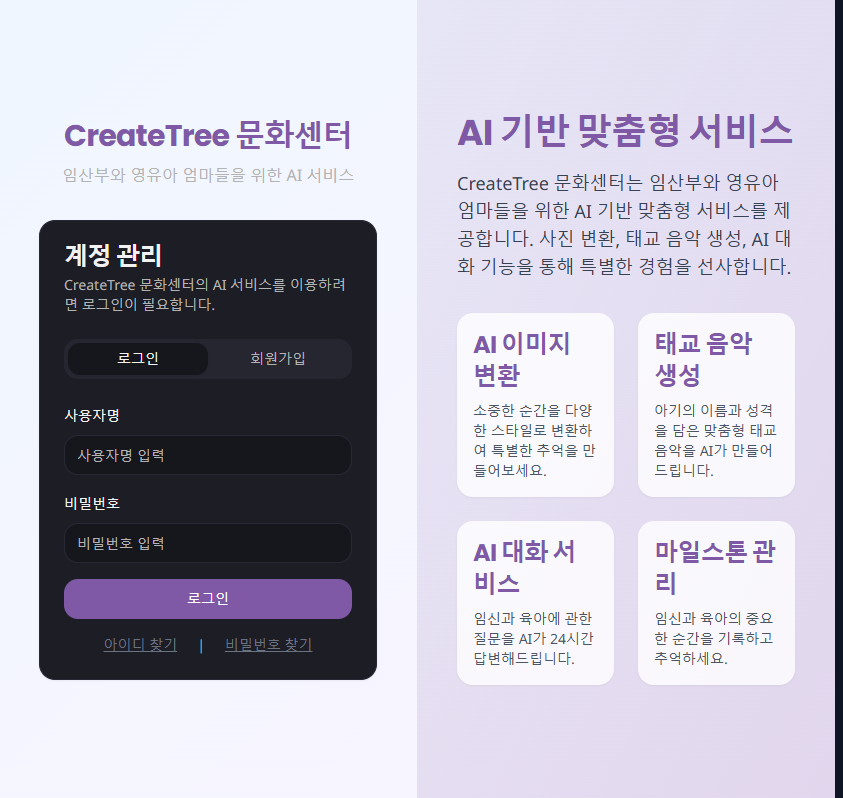 CreateTree 문화센터
임산부와 영유아 엄마들을 위한 AI 서비스
계정 관리
CreateTree 문화센터의 AI 서비스를 이용하려
면 로그인이 필요합니다.
로그인
회원가입
사용자명
사용자명 입력
비밀번호
비밀번호 입력
로그인
아이디 찾기 | 비밀번호 찾기
AI 기반 맞춤형 서비스
CreateTree 문화센터는 임산부와 영유아
엄마들을 위한 AI 기반 맞춤형 서비스를 제
공합니다. 사진 변환, 태교 음악 생성, AI 대
화 기능을 통해 특별한 경험을 선사합니다.
AI 이미지
변환
소중한 순간을 다양
한 스타일로 변환하
여 특별한 추억을 만
들어보세요.
태교 음악
생성
아기의 이름과 성격
을 담은 맞춤형 태교
음악을 AI가 만들어
드립니다.
AI 대화 서
비스
임신과 육아에 관한
질문을 AI가 24시간
답변해드립니다.
마일스톤 관
리
임신과 육아의 중요
한 순간을 기록하고
추억하세요.